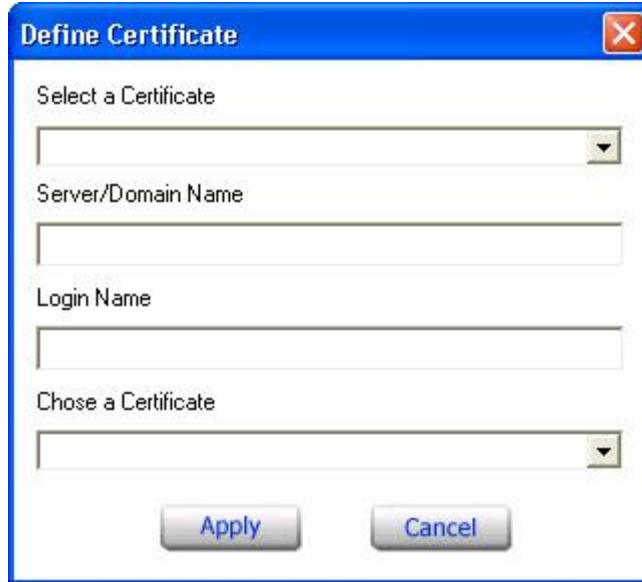 Define Certificate
Select a Certificate
Server/Domain Name
Login Name
Chose a Certificate
Apply Cancel